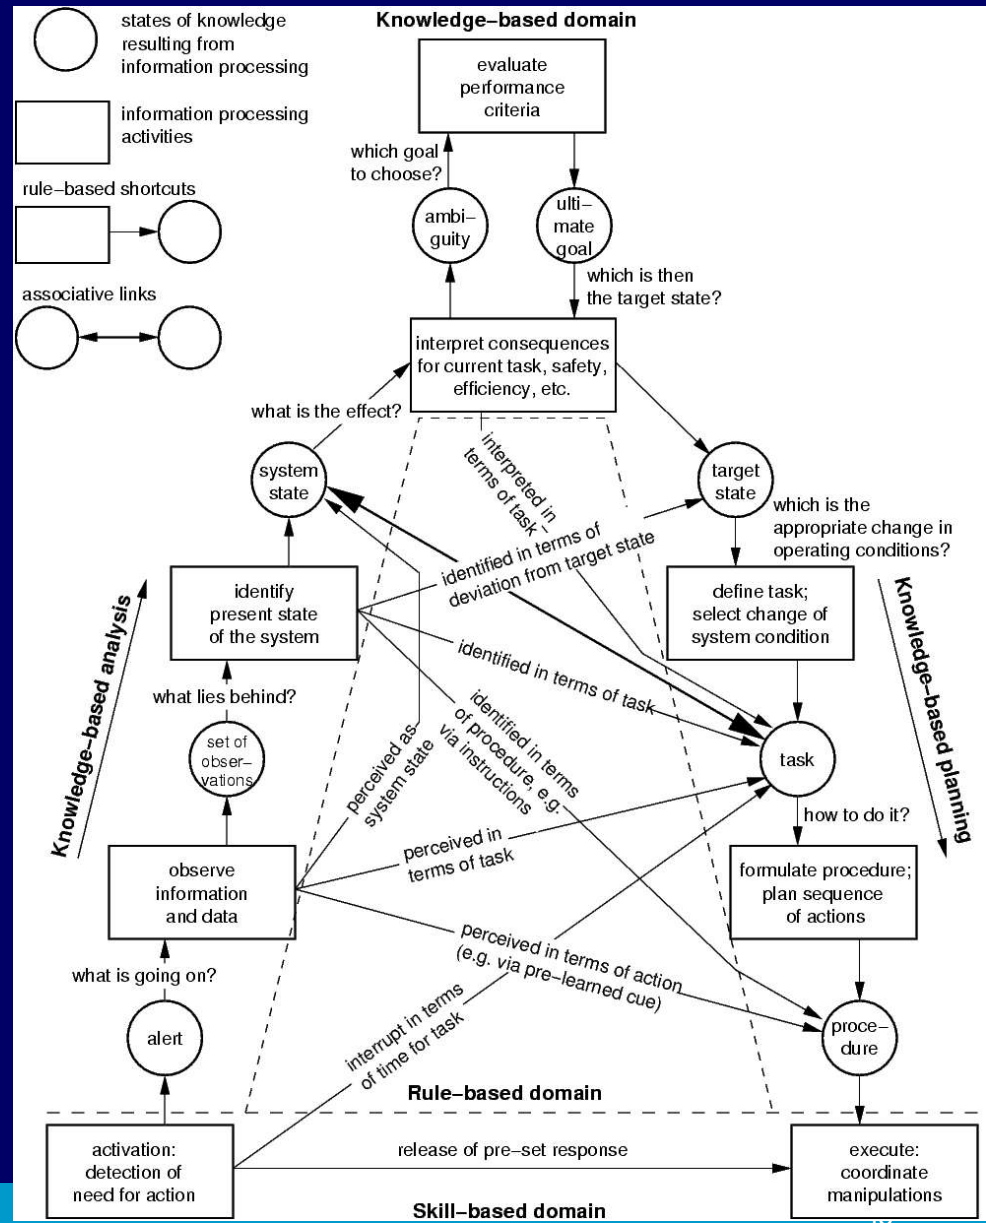 Knowledge–based domain
states of knowledge
resulting from
information processing
information processing
activities
rule–based shortcuts
associative links
evaluate
performance
criteria
which goal
to choose?
ambi–
guity
ulti–
mate
goal
which is then
the target state?
interpret consequences
for current task, safety,
efficiency, etc.
what is the effect?
system
state
target
state
interpreted in
terms of task
which is the
appropriate change in
operating conditions?
identified in terms of
deviation from target state
identify
present state
of the system
define task;
select change of
system condition
Knowledge–based analysis
Knowledge–based planning
identified in terms of task
what lies behind?
identified in terms
of procedure, e.g.
via instructions
set of
obser–
vations
perceived as
system state
task
how to do it?
perceived in
terms of task
observe
information
and data
formulate procedure;
plan sequence
of actions
perceived in terms of action
(e.g. via pre–learned cue)
what is going on?
alert
interrupt in terms
of time for task
proce–
dure
Rule–based domain
activation:
detection of
need for action
release of pre–set response
execute:
coordinate
manipulations
Skill–based domain